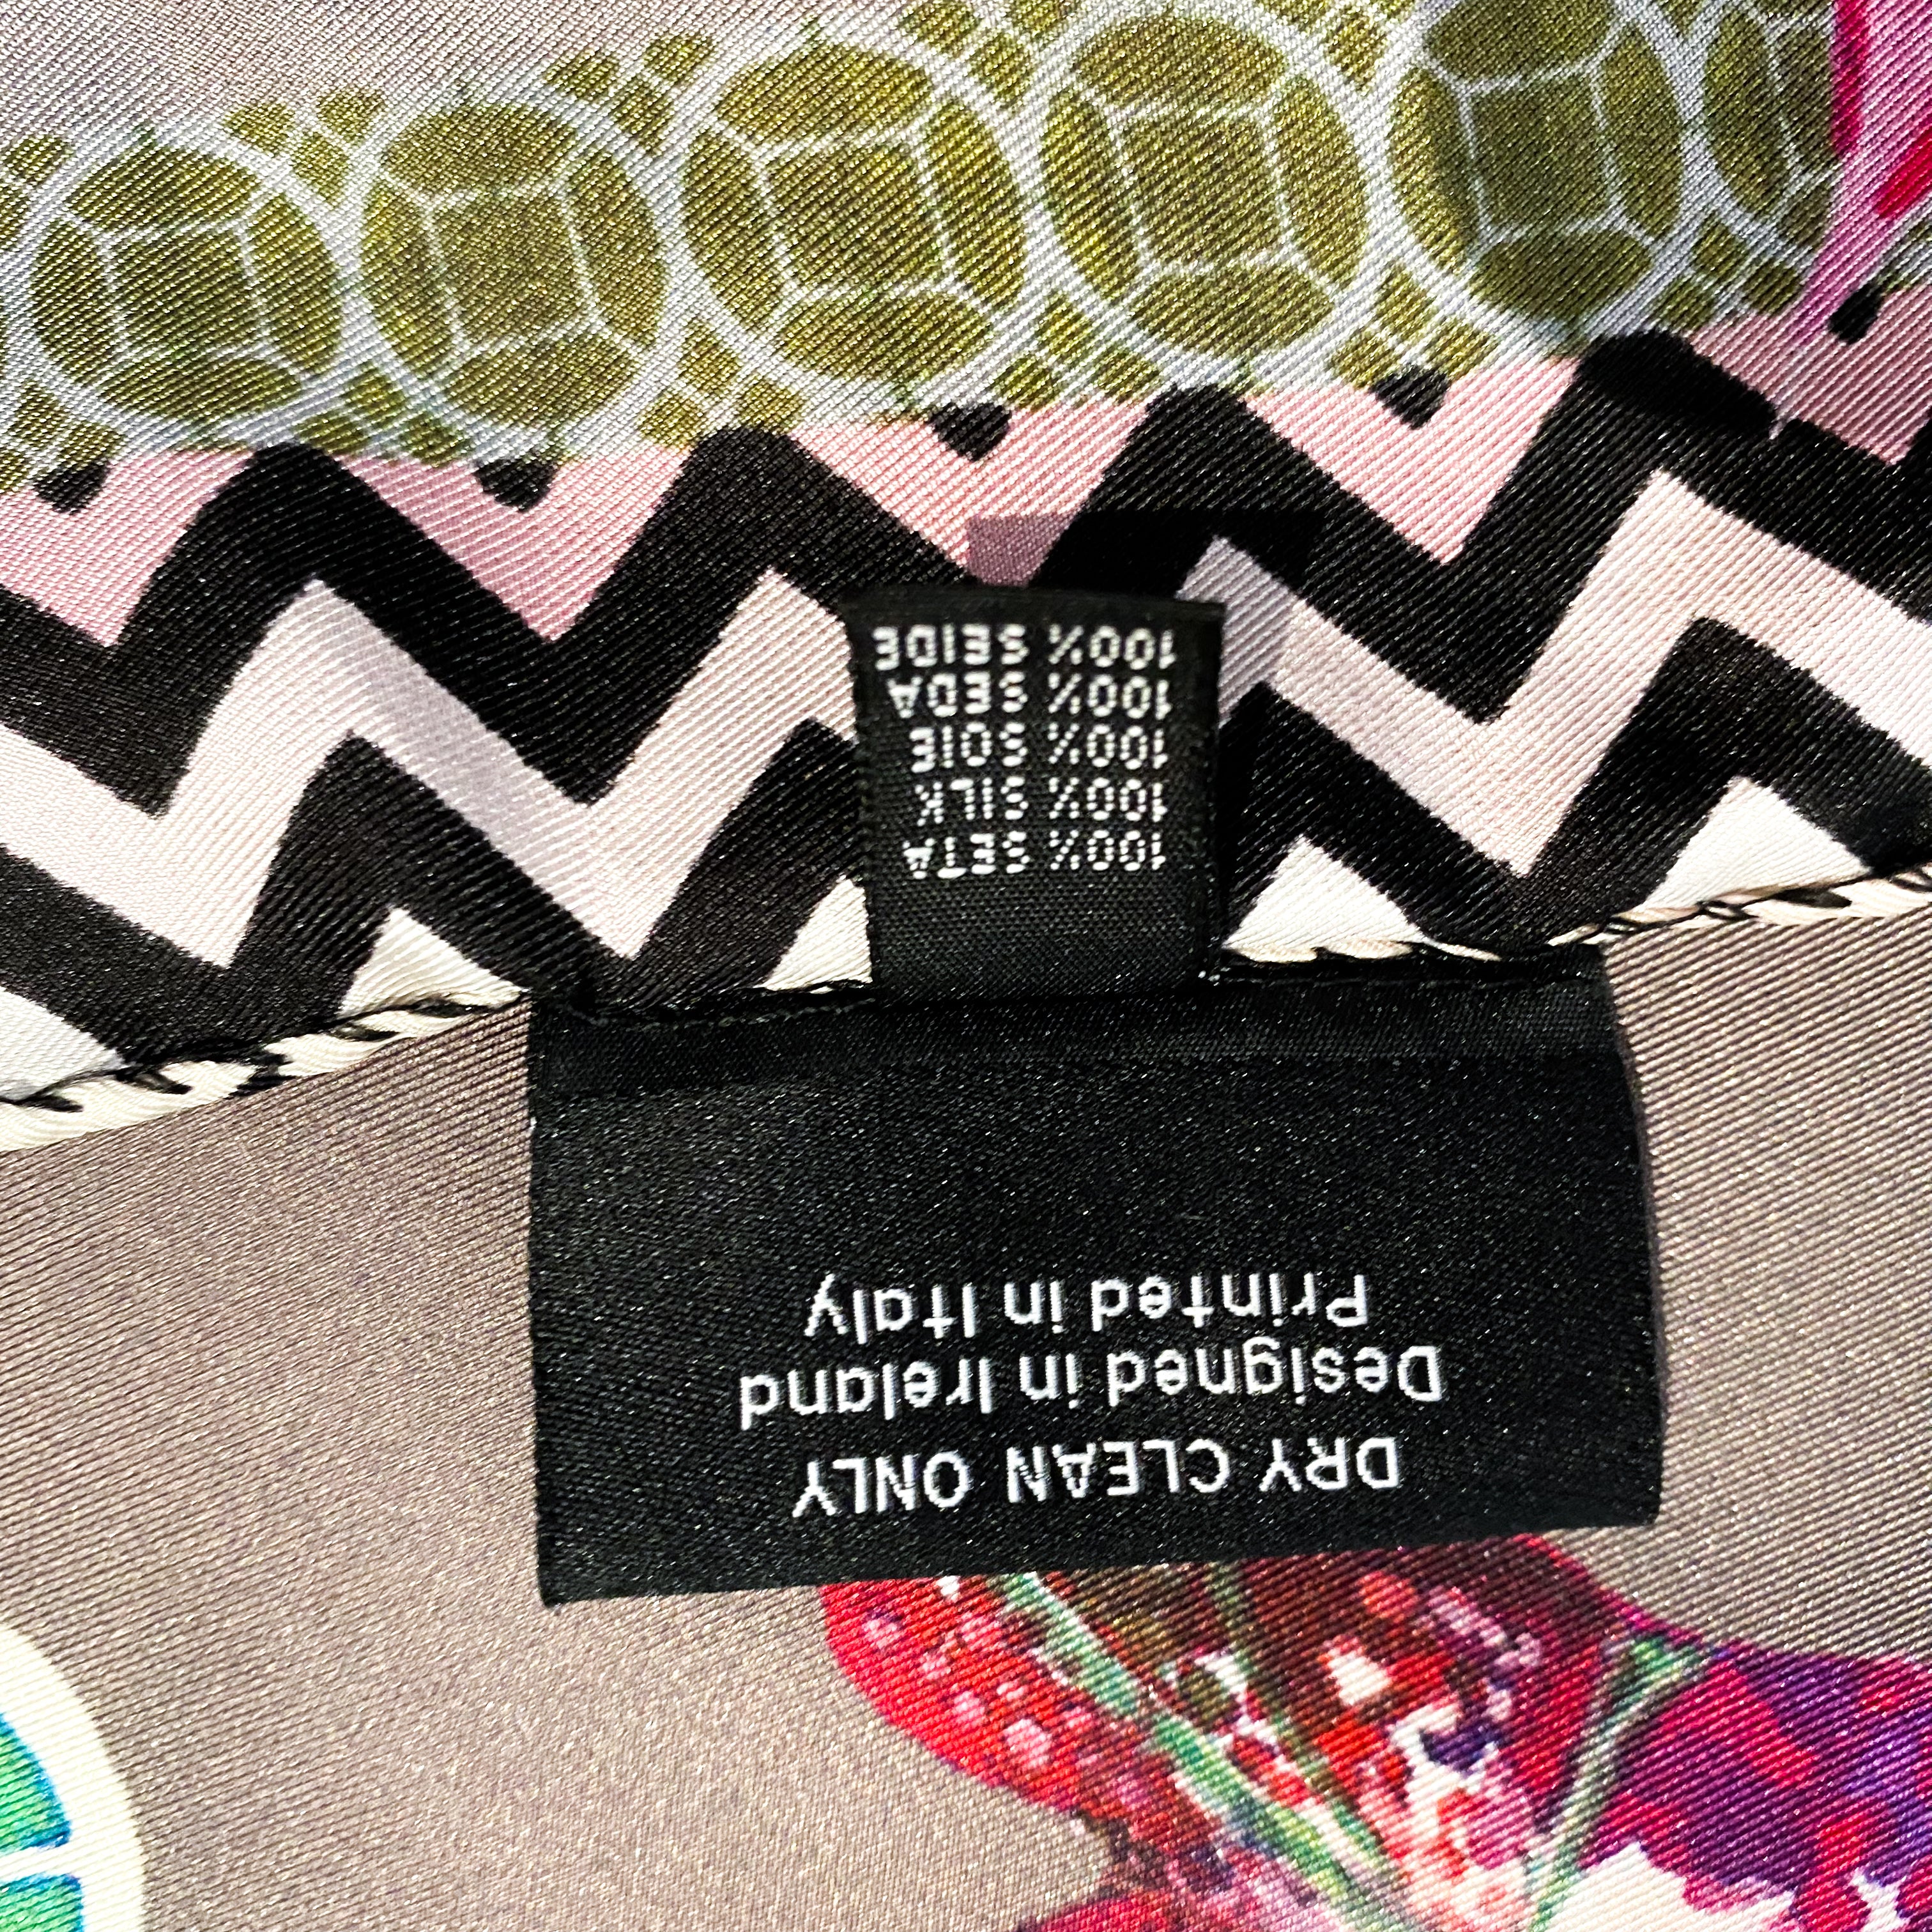 DRY CLEAN ONLY
Designed in Ireland
Printed in Italy
100% SETA
100% SILK
100% SOIE
100% SEDA
100% SEIDE